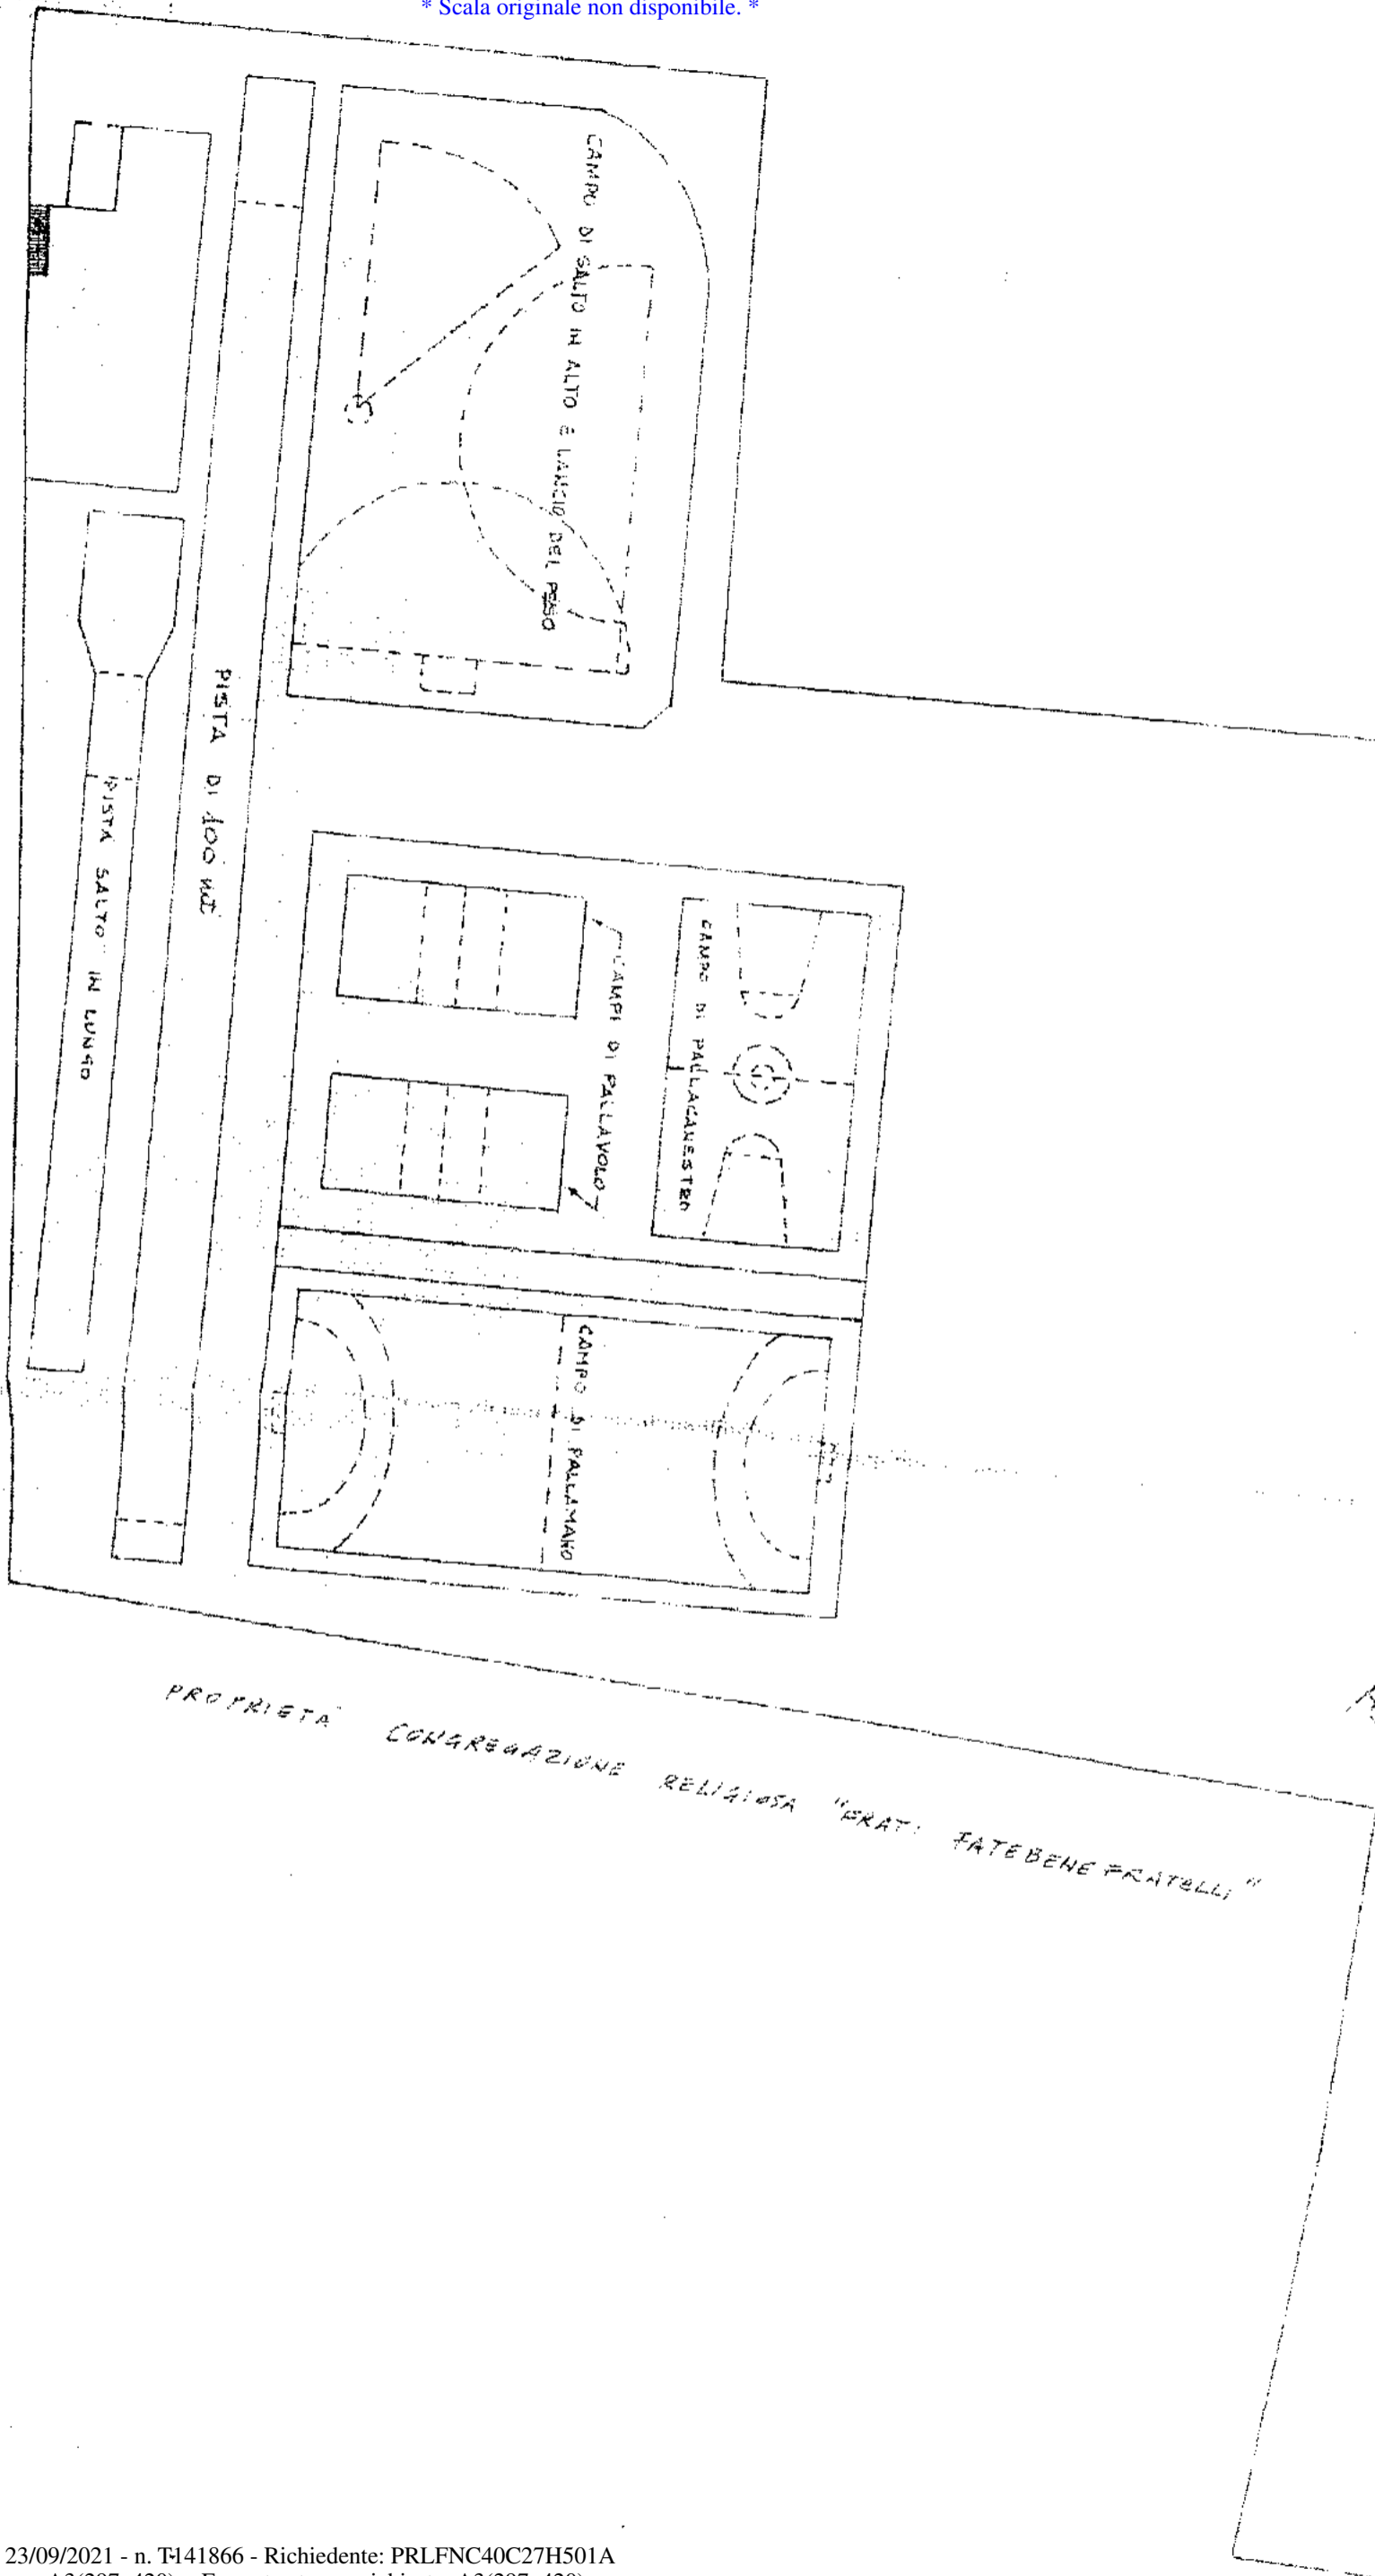 * Scala originale non disponibile. *
CAMPO DI SALTO IN ALTO E LANCIO DEL PESO
PISTA DI 100 mt
PISTA SALTO IN LUNGO
CAMPI DI PALLAVOLO
CAMPO DI PALLACANESTRO
CAMPO DI PALLAMANO
PROPRIETA' CONGREGAZIONE RELIGIOSA "FRATI FATEBENEFRATELLI"
23/09/2021 - n. T-141866 - Richiedente: PRLFNC40C27H501A